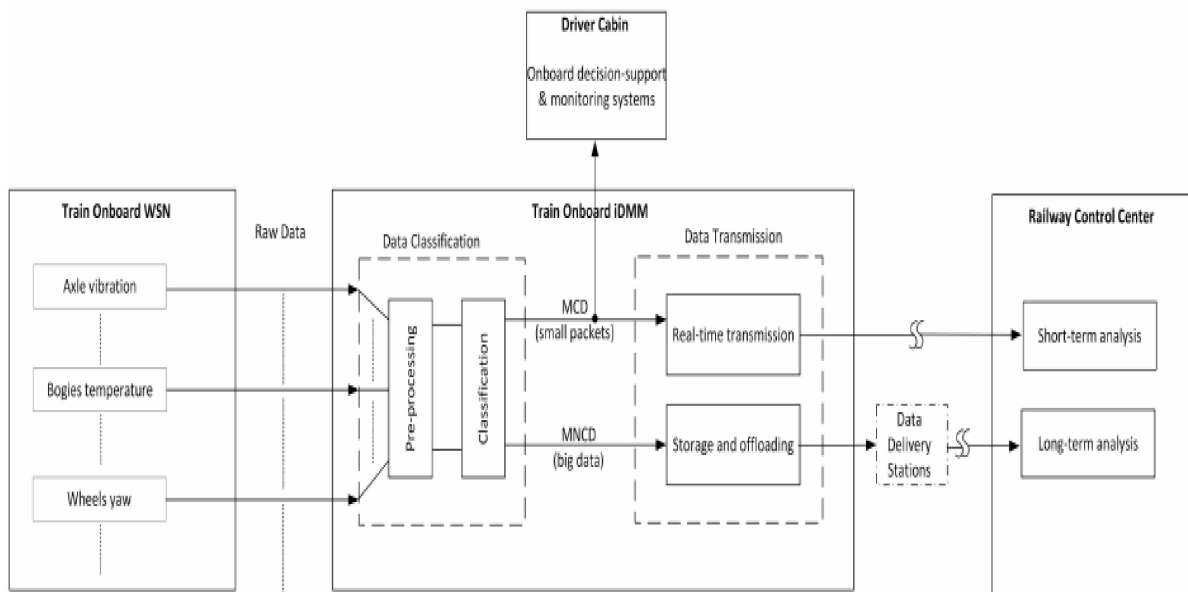 Driver Cabin
Onboard decision-support
& monitoring systems
Train Onboard WSN
Raw Data
Train Onboard iDMM
Railway Control Center
Data Classification
Data Transmission
Axle vibration
Bogies temperature
Wheels yaw
Pre-processing
Classification
MCD
(small packets)
MNCD
(big data)
Real-time transmission
Storage and offloading
Data
Delivery
Stations
Short-term analysis
Long-term analysis